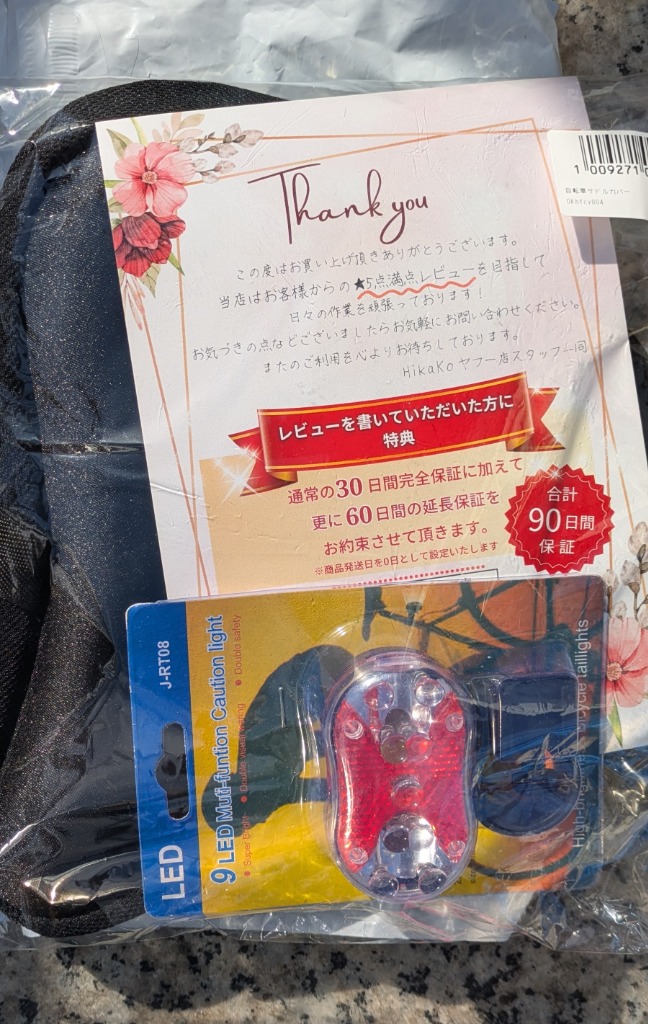 Thank you
この度はお買い上げ頂きありがとうございます。
当店はお客様からの★5点満点レビューを目指して
日々の作業を頑張っております!
お気づきの点などございましたらお気軽にお問い合わせください。
またのご利用を心よりお待ちしております。
HikaKo ヤフー店スタッフ一同
1 009271
自転車サドルカバー
レビューを書いていただいた方に
特典
通常の30日間完全保証に加えて
更に60日間の延長保証を
お約束させて頂きます。
※商品発送日を0日として設定いたします
合計
90日間
保証
LED
J-RT08
9 LED Muti-funtion Caution light
Super Bright
Double safety
High-
bicycle taillights